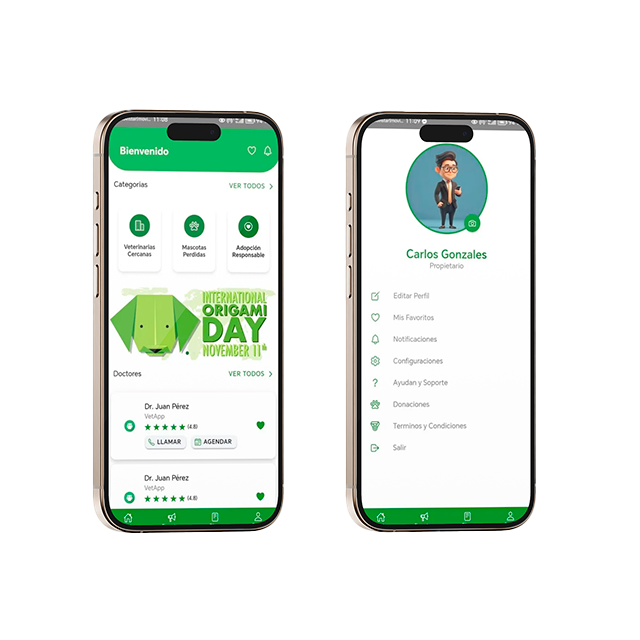 11:08
Bienvenido
Categorias
VER TODOS
Veterinarias
Cercanas
Mascotas
Perdidas
Adopción
Responsable
INTERNATIONAL
ORIGAMI
DAY
NOVEMBER 11th
Doctores
VER TODOS
Dr. Juan Pérez
VetApp
(4.8)
LLAMAR
AGENDAR
Dr. Juan Pérez
VetApp
(4.8)
11:09
Carlos Gonzales
Propietario
Editar Perfil
Mis Favoritos
Notificaciones
Configuraciones
Ayudan y Soporte
Donaciones
Terminos y Condiciones
Salir